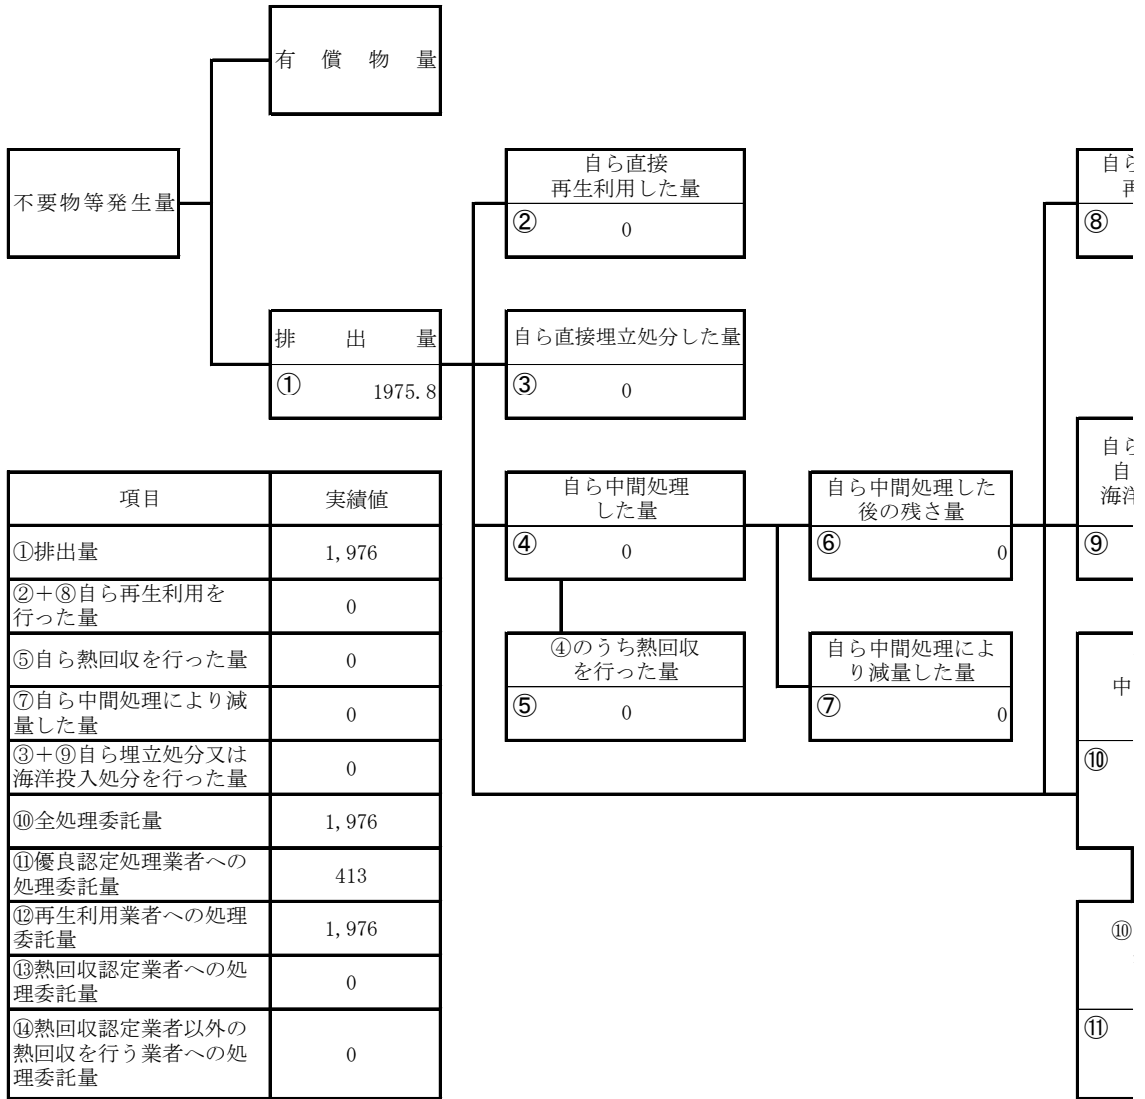 有償物量
不要物等発生量
自ら直接
再生利用した量
② 0
自ら
再
⑧
排出量
① 1975.8
自ら直接埋立処分した量
③ 0
自ら中間処理
した量
④ 0
自ら中間処理した
後の残さ量
⑥ 0
自ら
自
海洋
⑨
④のうち熱回収
を行った量
⑤ 0
自ら中間処理によ
り減量した量
⑦ 0
中
⑩
⑩
⑪
項目 実績値
①排出量 1,976
②+⑧自ら再生利用を
行った量 0
⑤自ら熱回収を行った量 0
⑦自ら中間処理により減
量した量 0
③+⑨自ら埋立処分又は
海洋投入処分を行った量 0
⑩全処理委託量 1,976
⑪優良認定処理業者への
処理委託量 413
⑫再生利用業者への処理
委託量 1,976
⑬熱回収認定業者への処
理委託量 0
⑭熱回収認定業者以外の
熱回収を行う業者への処
理委託量 0